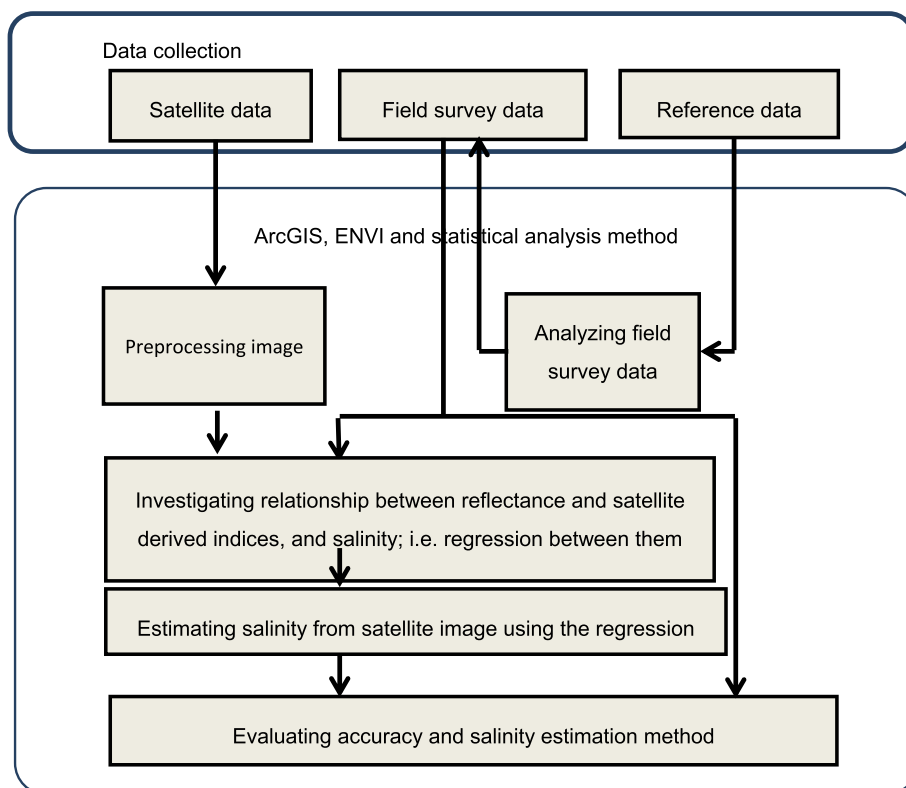 Data collection
Satellite data
Field survey data
Reference data
ArcGIS, ENVI and statistical analysis method
Preprocessing image
Analyzing field
survey data
Investigating relationship between reflectance and satellite
derived indices, and salinity; i.e. regression between them
Estimating salinity from satellite image using the regression
Evaluating accuracy and salinity estimation method